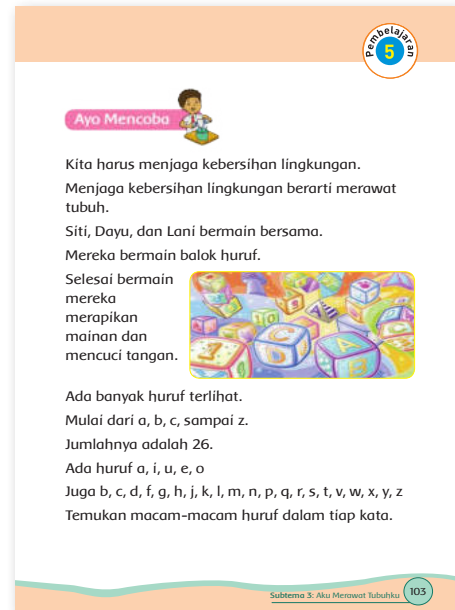 Pembelajaran
5
Ayo Mencoba
Kita harus menjaga kebersihan lingkungan.
Menjaga kebersihan lingkungan berarti merawat
tubuh.
Siti, Dayu, dan Lani bermain bersama.
Mereka bermain balok huruf.
Selesai bermain
mereka
merapikan
mainan dan
mencuci tangan.
1 C D 10 A B C
Ada banyak huruf terlihat.
Mulai dari a, b, c, sampai z.
Jumlahnya adalah 26.
Ada huruf a, i, u, e, o
Juga b, c, d, f, g, h, j, k, l, m, n, p, q, r, s, t, v, w, x, y, z
Temukan macam-macam huruf dalam tiap kata.
Subtema 3: Aku Merawat Tubuhku
103